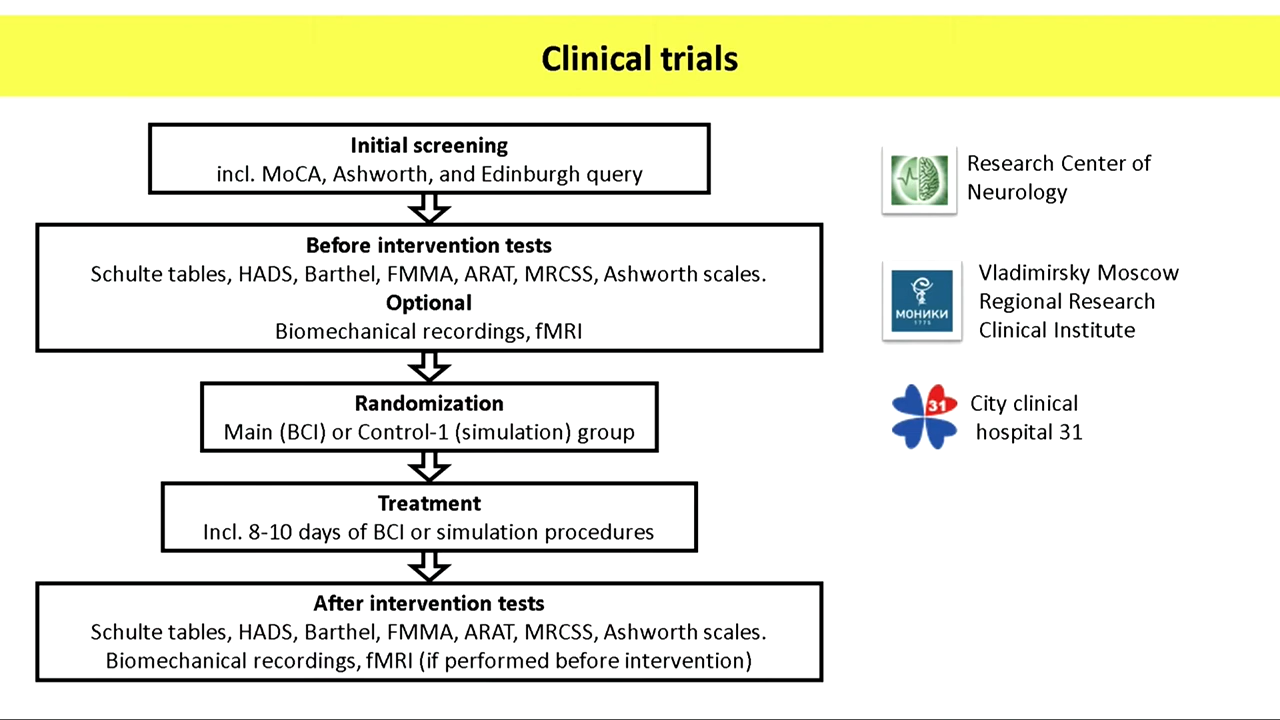 Clinical trials
Initial screening
incl. MoCA, Ashworth, and Edinburgh query
Before intervention tests
Schulte tables, HADS, Barthel, FMMA, ARAT, MRCSS, Ashworth scales.
Optional
Biomechanical recordings, fMRI
Randomization
Main (BCI) or Control-1 (simulation) group
Treatment
Incl. 8-10 days of BCI or simulation procedures
After intervention tests
Schulte tables, HADS, Barthel, FMMA, ARAT, MRCSS, Ashworth scales.
Biomechanical recordings, fMRI (if performed before intervention)
Research Center of
Neurology
МОНИКИ
1775
Vladimirsky Moscow
Regional Research
Clinical Institute
31
City clinical
hospital 31